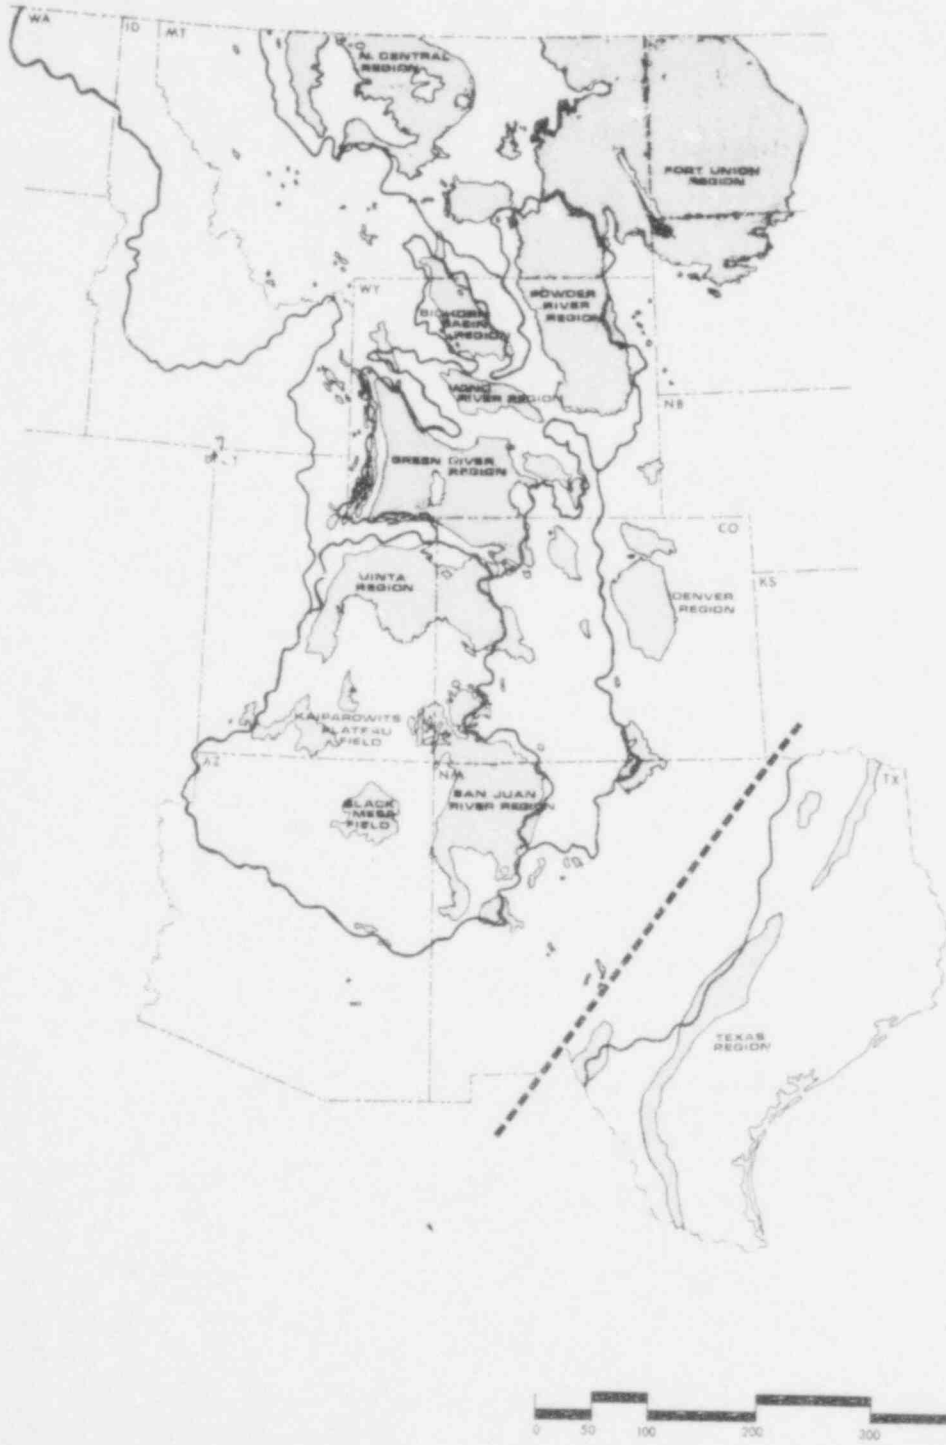 WA
ID
MT
N. CENTRAL
REGION
FORT UNION
REGION
WY
BIGHORN
BASIN
REGION
POWDER
RIVER
REGION
WIND
RIVER REGION
NB
GREEN RIVER
REGION
CO
KS
UINTA
REGION
DENVER
REGION
KAIPAROWITS
PLATEAU
FIELD
AZ
NM
SAN JUAN
RIVER REGION
BLACK
MESA
FIELD
TX
TEXAS
REGION
0 50 100 200 300